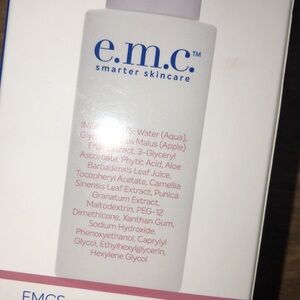 e.m.c.™
smarter skincare
Water (Aqua),
Malus (Apple)
3-Glyceryl
Ascorbate, Phytic Acid, Aloe
Barbadensis Leaf Juice,
Tocopheryl Acetate, Camellia
Sinensis Leaf Extract, Punica
Granatum Extract,
Maltodextrin, PEG-12
Dimethicone, Xanthan Gum,
Sodium Hydroxide,
Phenoxyethanol, Caprylyl
Glycol, Ethylhexylglycerin,
Hexylene Glycol